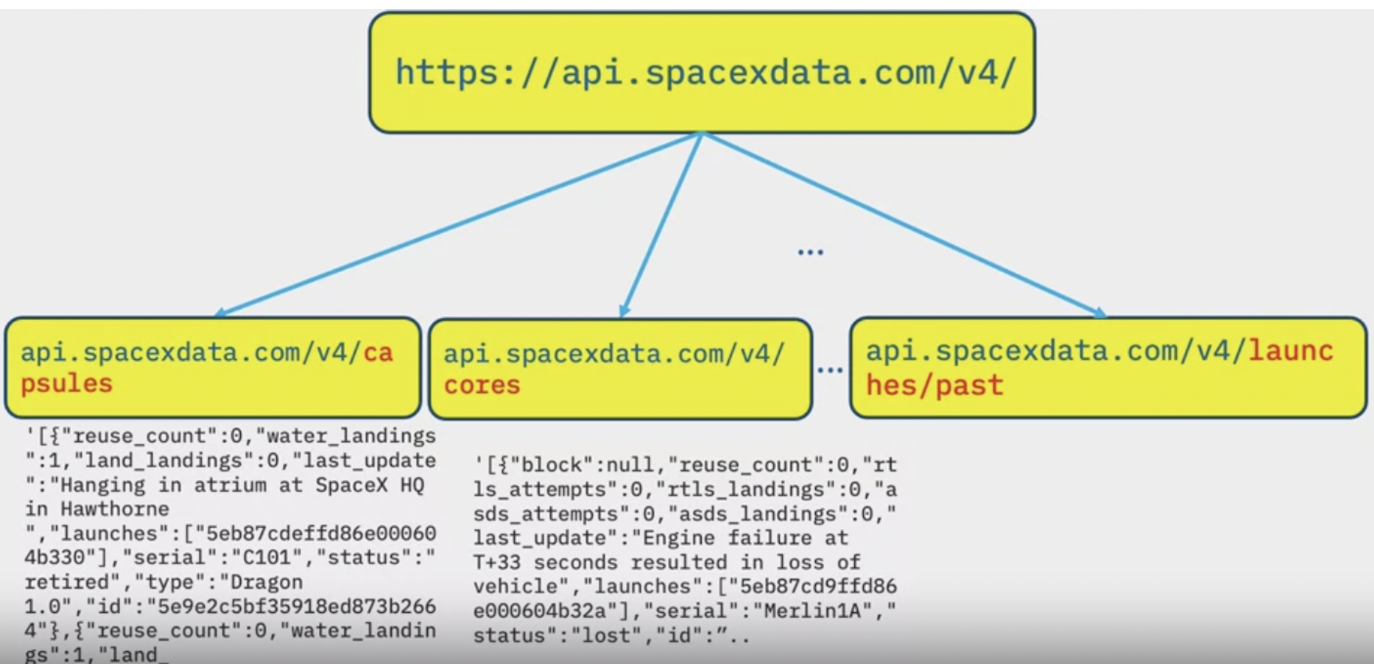 https://api.spacexdata.com/v4/
...
api.spacexdata.com/v4/ca
psules
api.spacexdata.com/v4/
cores
...
api.spacexdata.com/v4/launc
hes/past
'[{"reuse_count":0,"water_landings
":1,"land_landings":0,"last_update
":"Hanging in atrium at SpaceX HQ
in Hawthorne
","launches":["5eb87cdeffd86e00060
4b330"],"serial":"C101","status":"
retired","type":"Dragon
1.0","id":"5e9e2c5bf35918ed873b266
4"},{"reuse_count":0,"water_landin
gs":1,"land_
'[{"block":null,"reuse_count":0,"rt
ls_attempts":0,"rtls_landings":0,"a
sds_attempts":0,"asds_landings":0,"
last_update":"Engine failure at
T+33 seconds resulted in loss of
vehicle","launches":["5eb87cd9ffd86
e000604b32a"],"serial":"Merlin1A","
status":"lost","id":”..